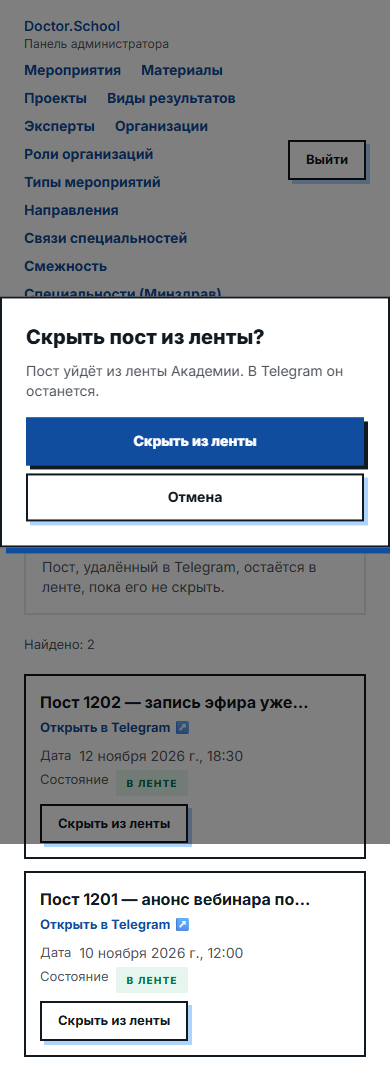 Doctor.School
Панель администратора
Мероприятия Материалы
Проекты Виды результатов
Эксперты Организации
Роли организаций
Выйти
Типы мероприятий
Направления
Связи специальностей
Смежность
Специальности (Минздрав)
Скрыть пост из ленты?
Пост уйдёт из ленты Академии. В Telegram он
останется.
Скрыть из ленты
Отмена
Пост, удалённый в Telegram, остаётся в
ленте, пока его не скрыть.
Найдено: 2
Пост 1202 — запись эфира уже...
Открыть в Telegram ↗
Дата 12 ноября 2026 г., 18:30
Состояние В ЛЕНТЕ
Скрыть из ленты
Пост 1201 — анонс вебинара по...
Открыть в Telegram ↗
Дата 10 ноября 2026 г., 12:00
Состояние В ЛЕНТЕ
Скрыть из ленты